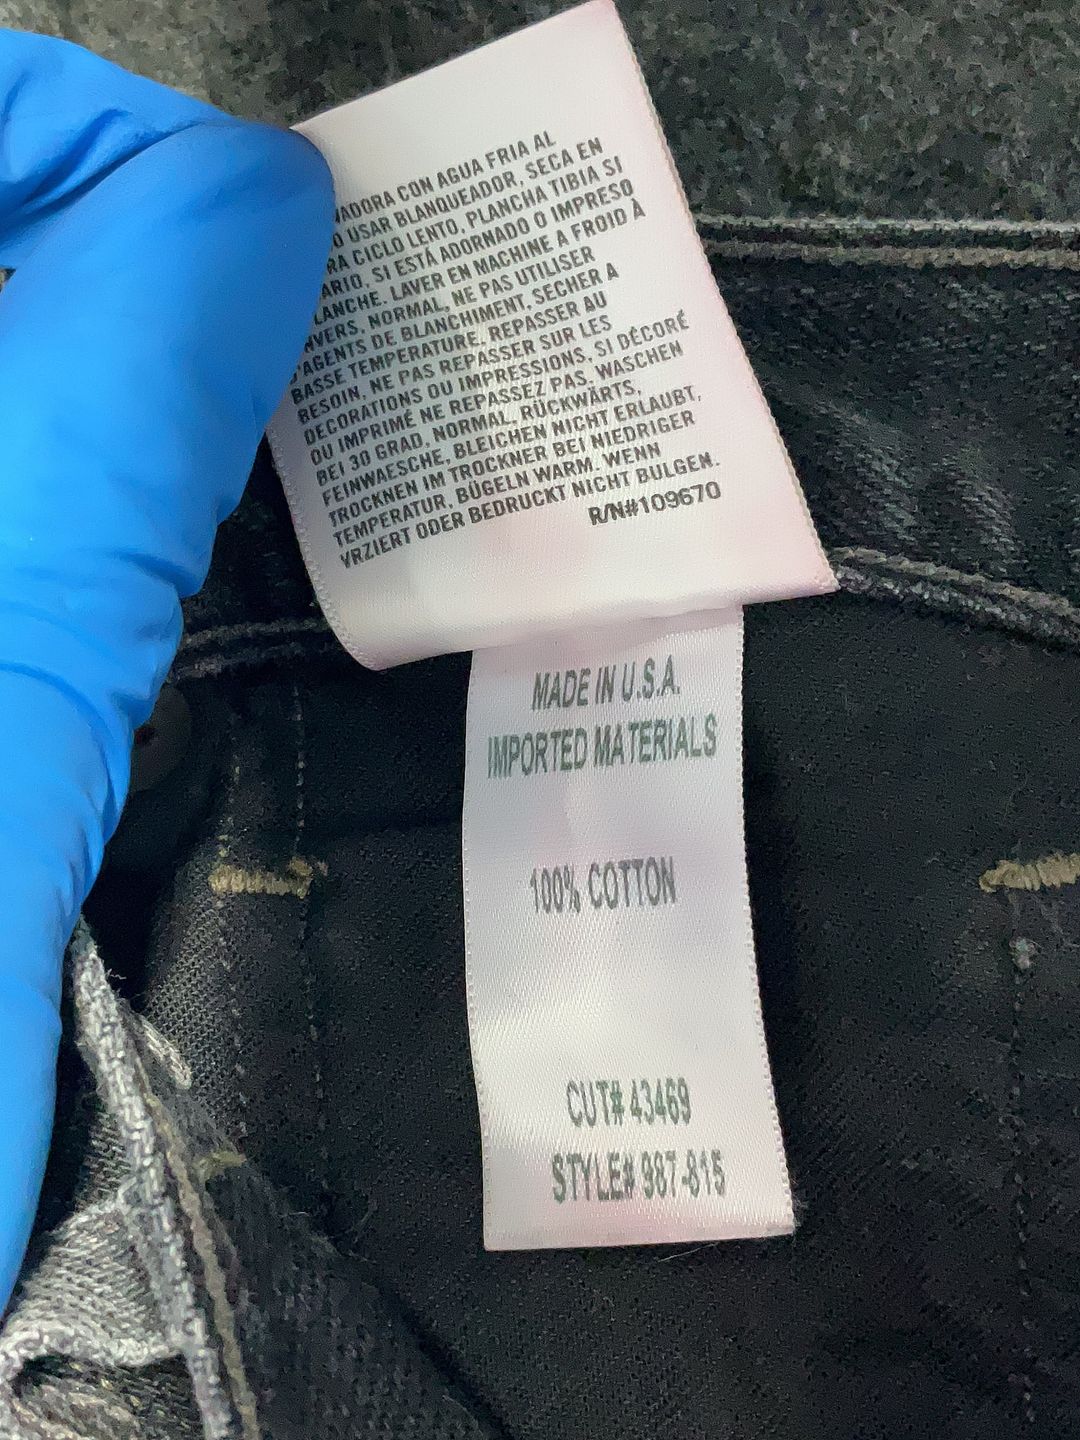 VADORA CON AGUA FRIA AL
O USAR BLANQUEADOR, SECA EN
RA CICLO LENTO, PLANCHA TIBIA SI
ARIO, SI ESTÀ ADORNADO O IMPRESO
LANCHE. LAVER EN MACHINE A FROID À
NVERS, NORMAL, NE PAS UTILISER
D'AGENTS DE BLANCHIMENT, SECHER A
BASSE TEMPERATURE, REPASSER AU
BESOIN, NE PAS REPASSER SUR LES
DECORATIONS OU IMPRESSIONS, SI DÉCORÉ
OU IMPRIMÉ NE REPASSEZ PAS, WASCHEN
BEI 30 GRAD, NORMAL, RÜCKWÄRTS,
FEINWAESCHE, BLEICHEN NICHT ERLAUBT,
TROCKNEN IM TROCKNER BEI NIEDRIGER
TEMPERATUR, BÜGELN WARM. WENN
VRZIERT ODER BEDRUCKT NICHT BULGEN.
R/N#109670
MADE IN U.S.A.
IMPORTED MATERIALS
100% COTTON
CUT# 43469
STYLE# 987-815